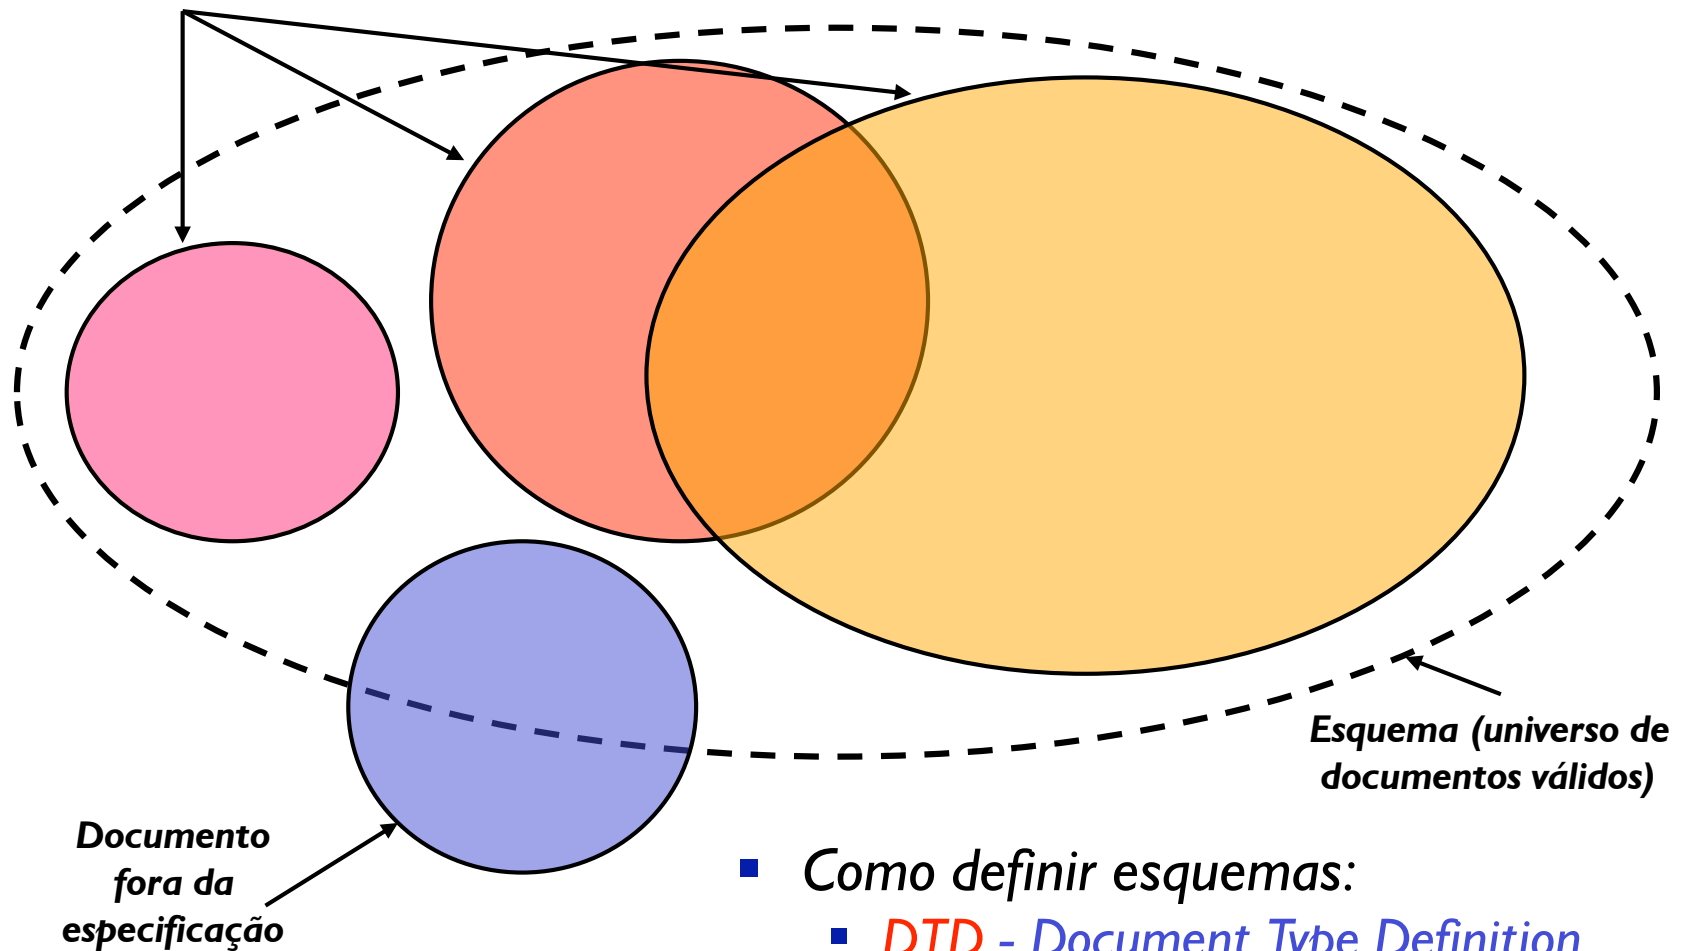 Esquema (universo de
documentos válidos)
Documento
fora da
especificação
Como definir esquemas:
DTD - Document Type Definition